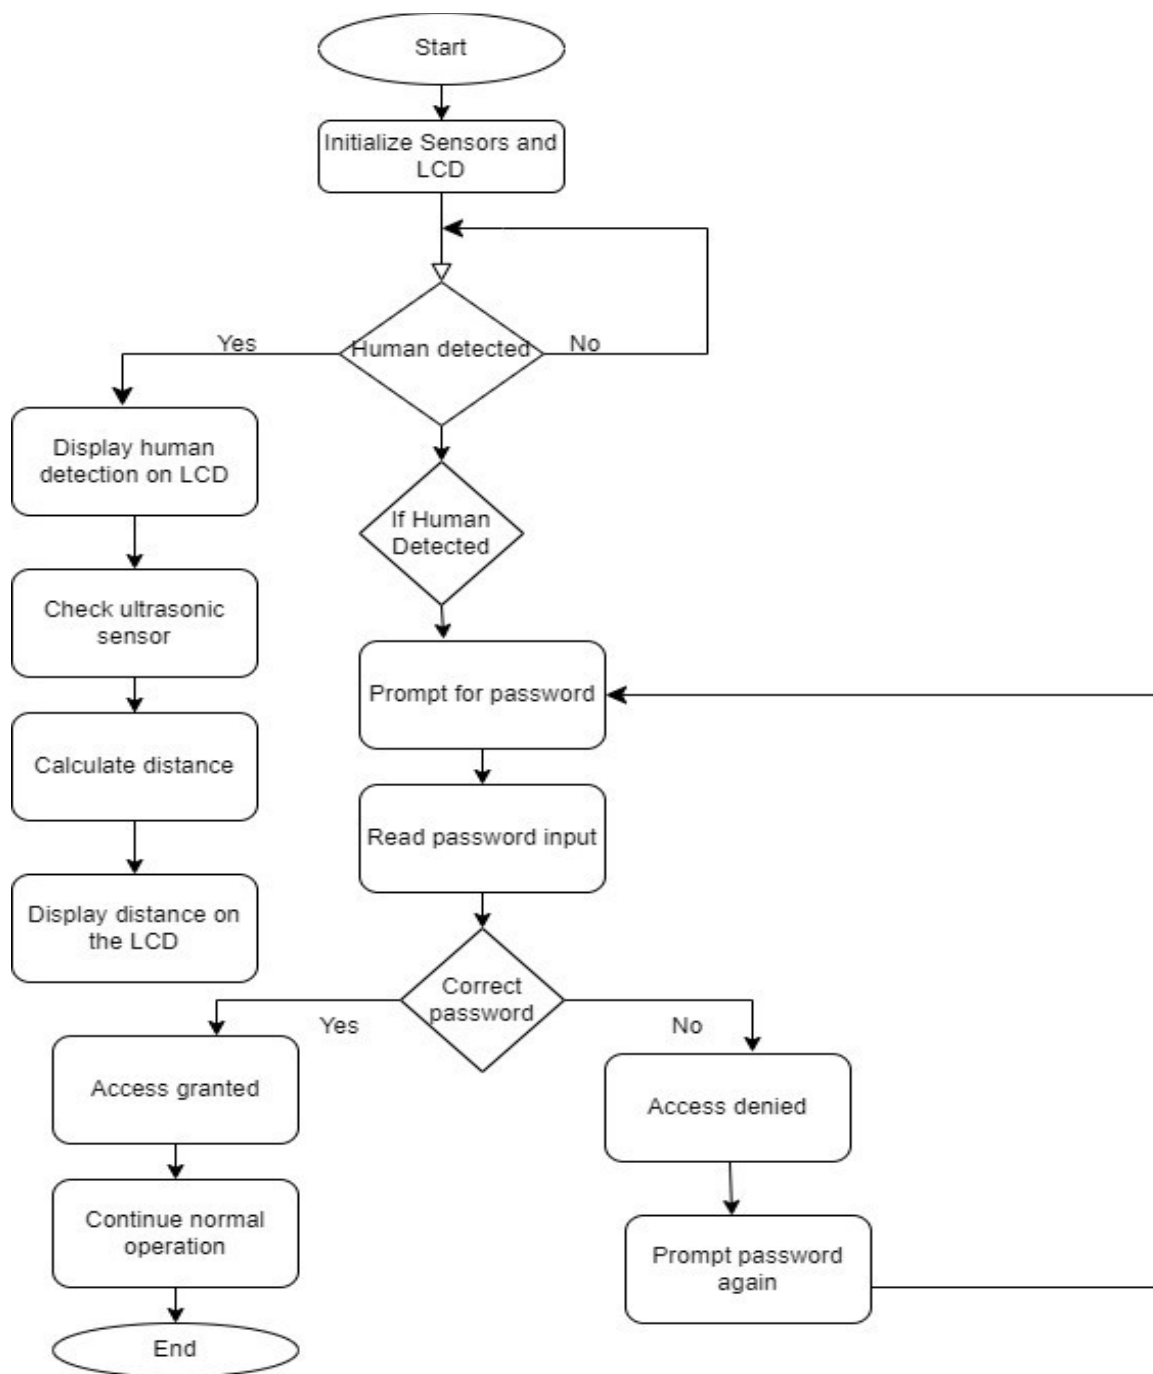 Start
Initialize Sensors and
LCD
Yes
Human detected
No
Display human
detection on LCD
If Human
Detected
Check ultrasonic
sensor
Prompt for password
Calculate distance
Read password input
Display distance on
the LCD
Correct
password
Yes
No
Access granted
Access denied
Continue normal
operation
Prompt password
again
End